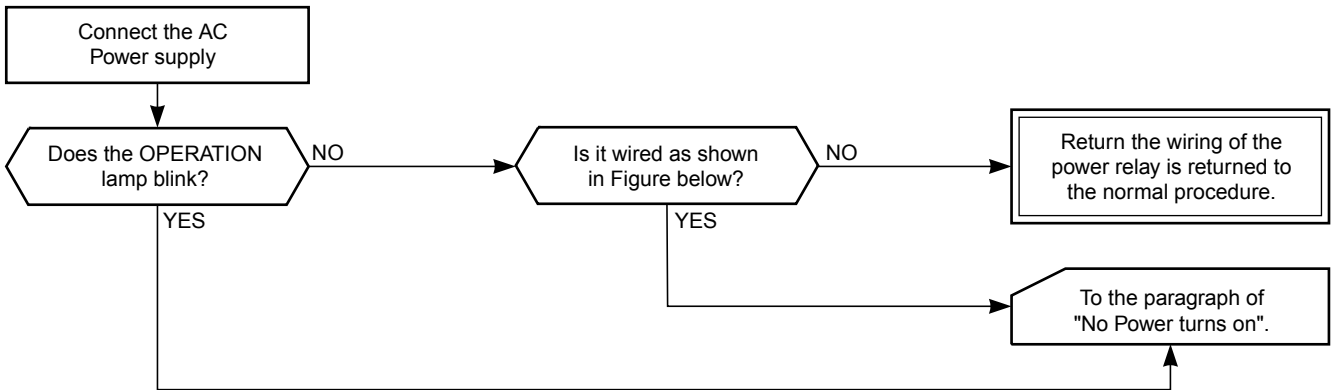 Connect the AC
Power supply
Does the OPERATION
lamp blink?
NO
Is it wired as shown
in Figure below?
NO
Return the wiring of the
power relay is returned to
the normal procedure.
YES
YES
To the paragraph of
"No Power turns on".